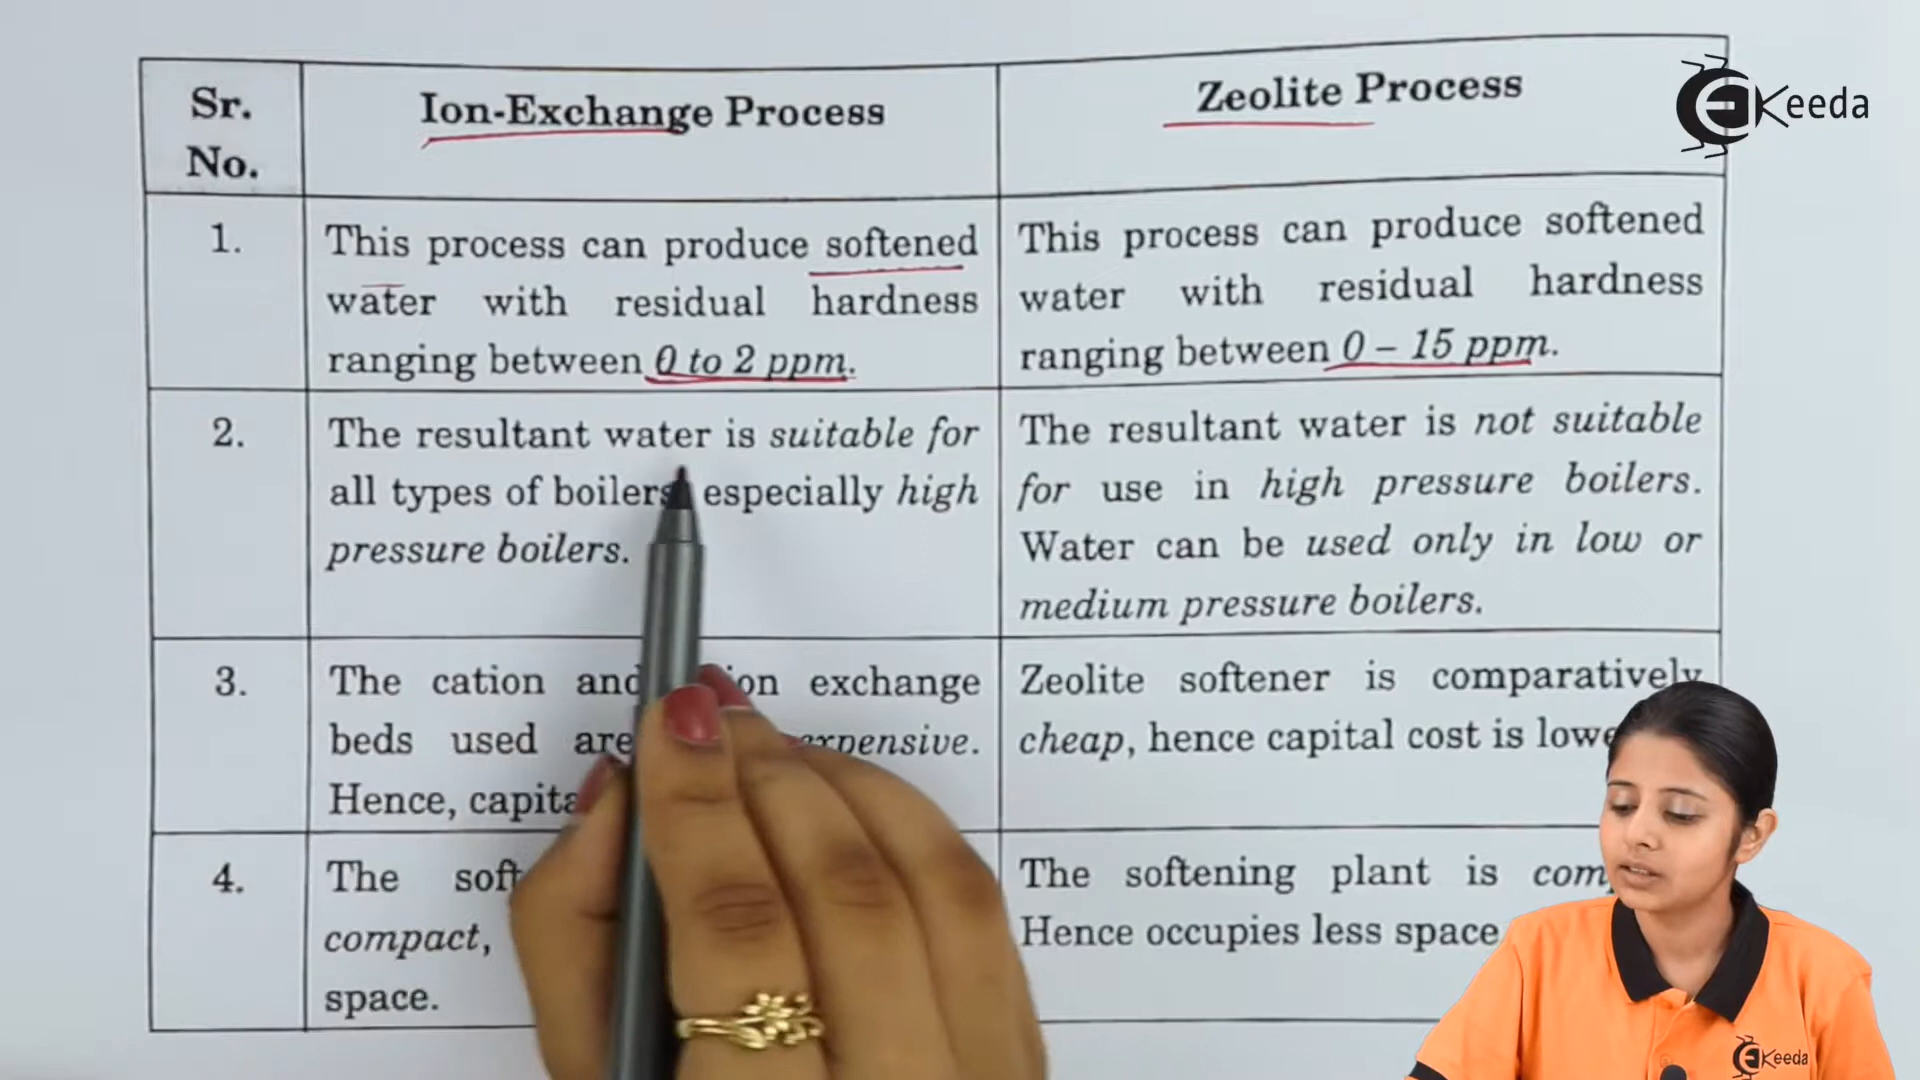 Sr.
No.
Ion-Exchange Process
Zeolite Process
Keeda
1.
This process can produce softened
water with residual hardness
ranging between 0 to 2 ppm.
This process can produce softened
water with residual hardness
ranging between 0 – 15 ppm.
2.
The resultant water is suitable for
all types of boilers especially high
pressure boilers.
The resultant water is not suitable
for use in high pressure boilers.
Water can be used only in low or
medium pressure boilers.
3.
The cation and exchange
beds used are expensive.
Hence,
Zeolite softener is comparatively
cheap, hence capital cost is
4.
The
compact,
space.
The softening plant is
Hence occupies less space
Keeda